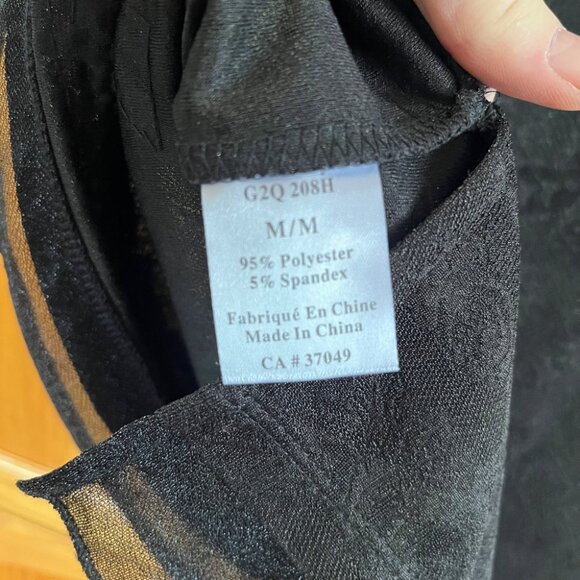 G2Q 208H
M/M
95% Polyester
5% Spandex
Fabriqué En Chine
Made In China
CA # 37049